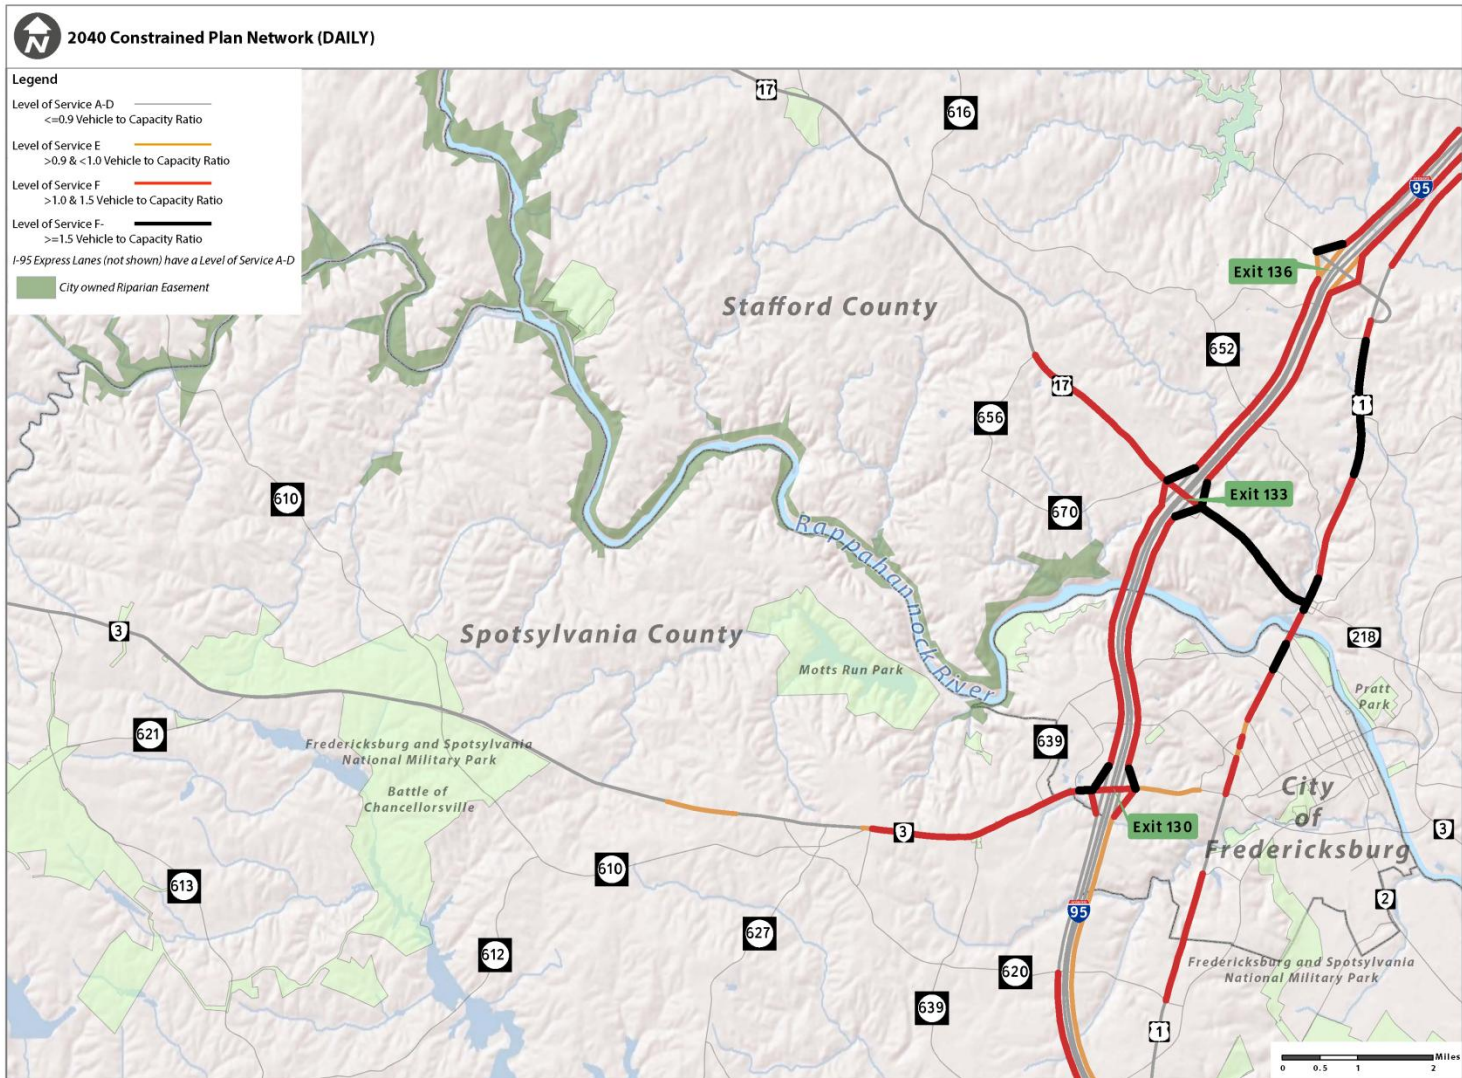 N
2040 Constrained Plan Network (DAILY)
Legend
Level of Service A-D
<=0.9 Vehicle to Capacity Ratio
Level of Service E
>0.9 & <1.0 Vehicle to Capacity Ratio
Level of Service F
>1.0 & 1.5 Vehicle to Capacity Ratio
Level of Service F-
>=1.5 Vehicle to Capacity Ratio
I-95 Express Lanes (not shown) have a Level of Service A-D
City owned Riparian Easement
17
616
95
Exit 136
Stafford County
652
17
1
656
610
Exit 133
670
Rappahannock River
3
Spotsylvania County
218
Motts Run Park
Pratt
Park
621
639
Fredericksburg and Spotsylvania
National Military Park
Battle of
Chancellorsville
City
of
Fredericksburg
Exit 130
3
3
610
613
2
95
627
612
620
Fredericksburg and Spotsylvania
National Military Park
639
1
Miles
0 0.5 1 2